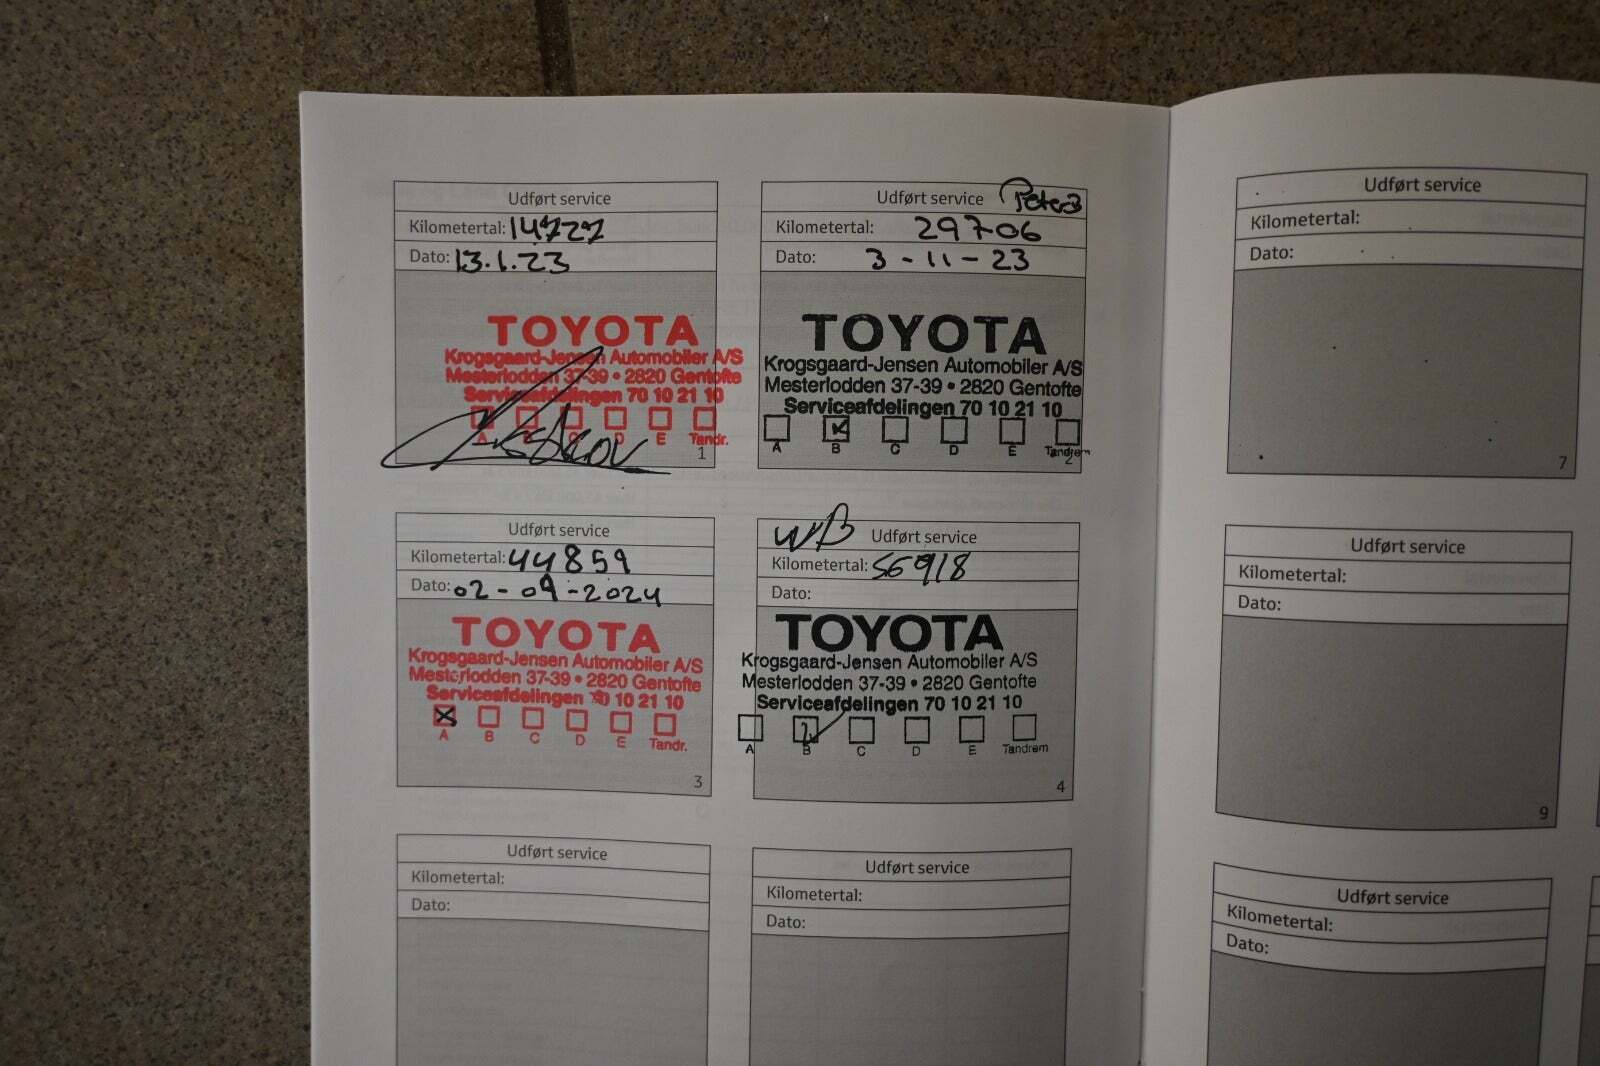 Udført service
Kilometertal: 14727
Dato: 13.1.23
TOYOTA
Krogsgaard-Jensen Automobiler A/S
Mesterlodden 37-39 • 2820 Gentofte
Serviceafdelingen 70 10 21 10
A B C D E Tandr.
1
Udført service
Kilometertal: 29706
Dato: 3-11-23
TOYOTA
Krogsgaard-Jensen Automobiler A/S
Mesterlodden 37-39 • 2820 Gentofte
Serviceafdelingen 70 10 21 10
A B C D E Tandrem
2
Udført service
Kilometertal: 44859
Dato: 02-09-2024
TOYOTA
Krogsgaard-Jensen Automobiler A/S
Mesterlodden 37-39 • 2820 Gentofte
Serviceafdelingen 70 10 21 10
A B C D E Tandr.
3
WB Udført service
Kilometertal: 56918
Dato:
TOYOTA
Krogsgaard-Jensen Automobiler A/S
Mesterlodden 37-39 • 2820 Gentofte
Serviceafdelingen 70 10 21 10
A B C D E Tandrem
4
Udført service
Kilometertal:
Dato:
Udført service
Kilometertal:
Dato:
Udført service
Kilometertal:
Dato:
7
Udført service
Kilometertal:
Dato:
9
Udført service
Kilometertal:
Dato: